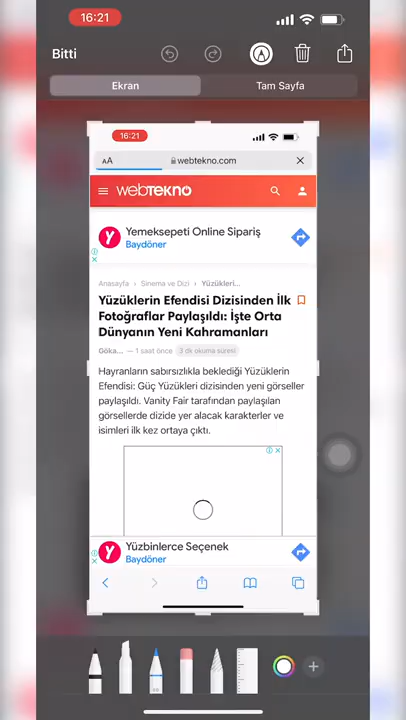 16:21
Bitti
Ekran
Tam Sayfa
16:21
AA
webtekno.com
webtekno
Yemeksepeti Online Sipariş
Baydöner
Anasayfa › Sinema ve Dizi › Yüzükleri...
Yüzüklerin Efendisi Dizisinden İlk
Fotoğraflar Paylaşıldı: İşte Orta
Dünyanın Yeni Kahramanları
Göka... — 1 saat önce 3 dk okuma süresi
Hayranların sabırsızlıkla beklediği Yüzüklerin
Efendisi: Güç Yüzükleri dizisinden yeni görseller
paylaşıldı. Vanity Fair tarafından paylaşılan
görsellerde dizide yer alacak karakterler ve
isimleri ilk kez ortaya çıktı.
Yüzbinlerce Seçenek
Baydöner